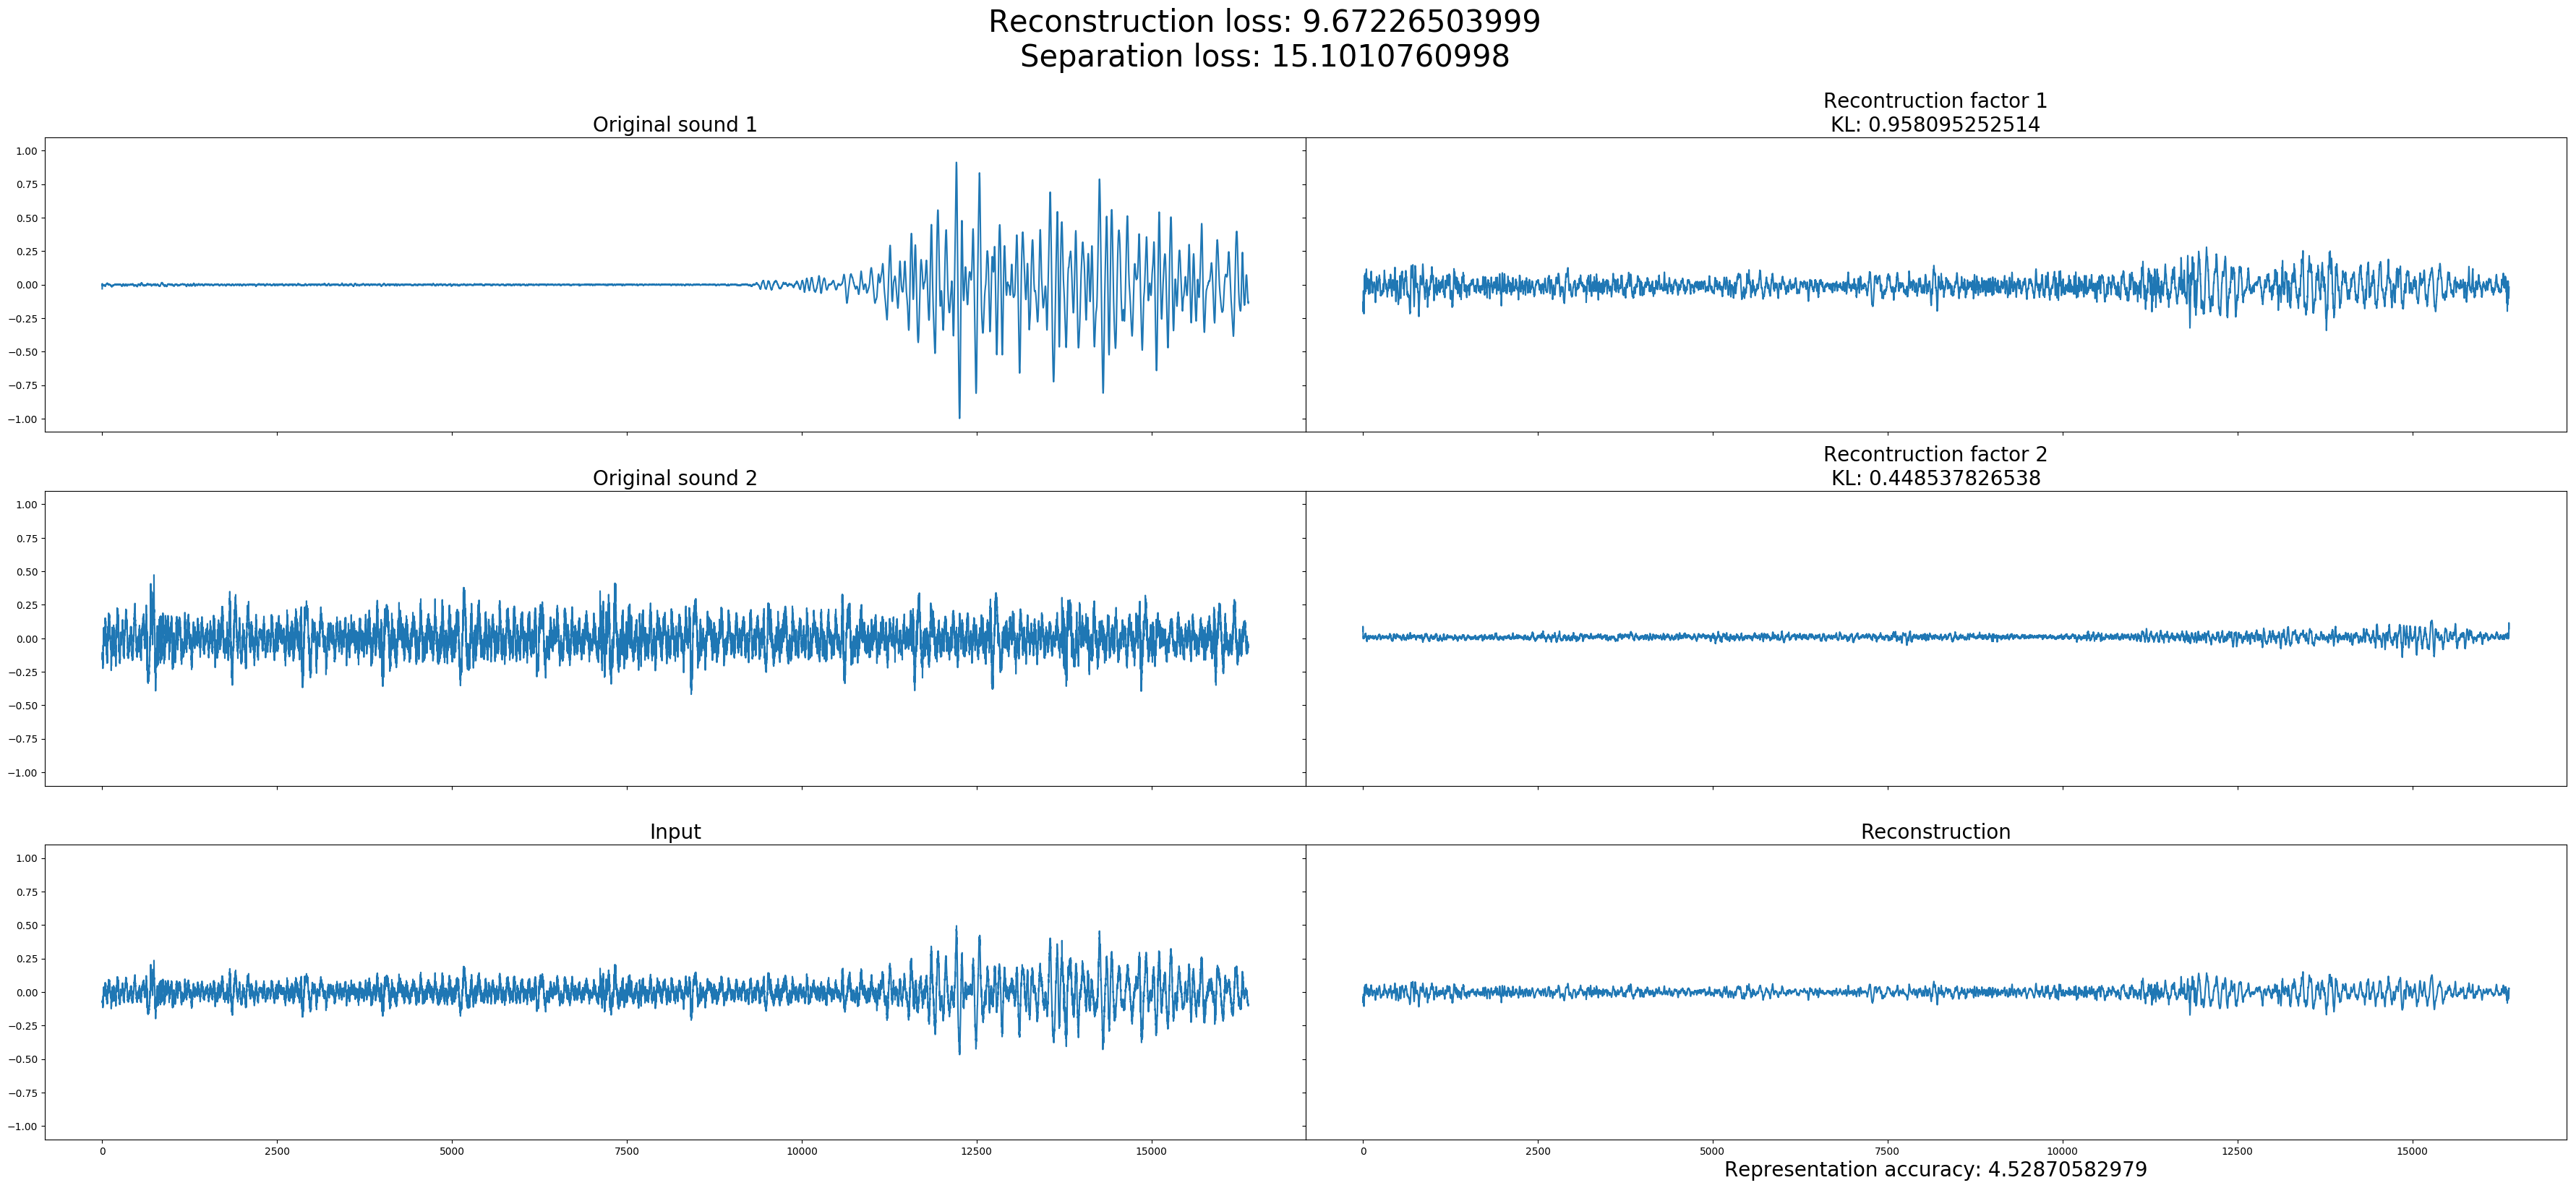 Reconstruction loss: 9.67226503999
Separation loss: 15.1010760998
Original sound 1
Recontruction factor 1
KL: 0.958095252514
1.00
0.75
0.50
0.25
0.00
−0.25
−0.50
−0.75
−1.00
Original sound 2
Recontruction factor 2
KL: 0.448537826538
1.00
0.75
0.50
0.25
0.00
−0.25
−0.50
−0.75
−1.00
Input
Reconstruction
1.00
0.75
0.50
0.25
0.00
−0.25
−0.50
−0.75
−1.00
0 2500 5000 7500 10000 12500 15000
0 2500 5000 7500 10000 12500 15000
Representation accuracy: 4.52870582979